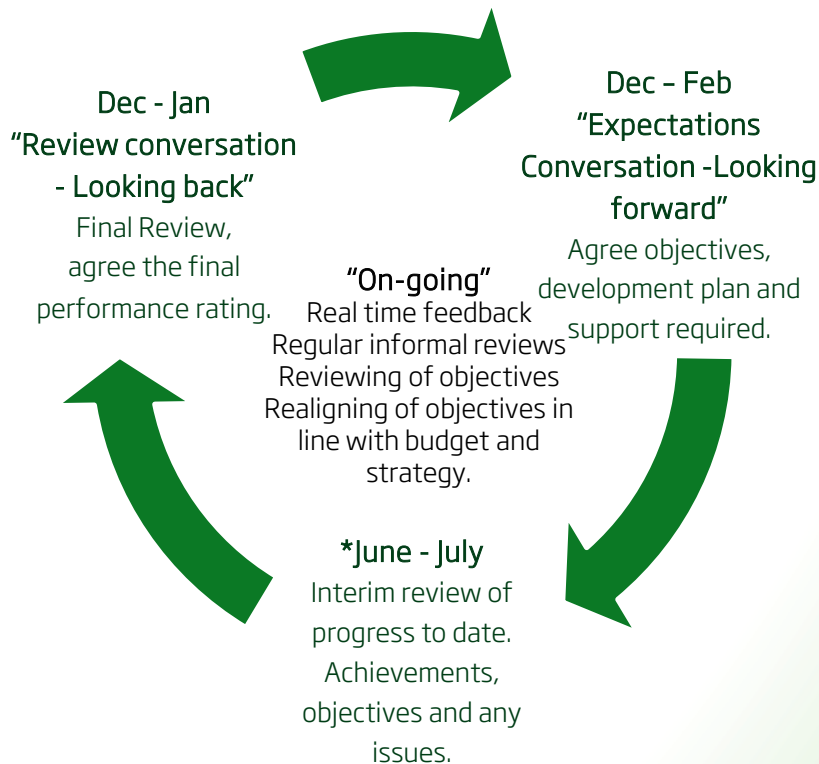 Dec - Jan
“Review conversation
- Looking back”
Final Review,
agree the final
performance rating.
Dec – Feb
“Expectations
Conversation -Looking
forward”
Agree objectives,
development plan and
support required.
“On-going”
Real time feedback
Regular informal reviews
Reviewing of objectives
Realigning of objectives in
line with budget and
strategy.
*June - July
Interim review of
progress to date.
Achievements,
objectives and any
issues.